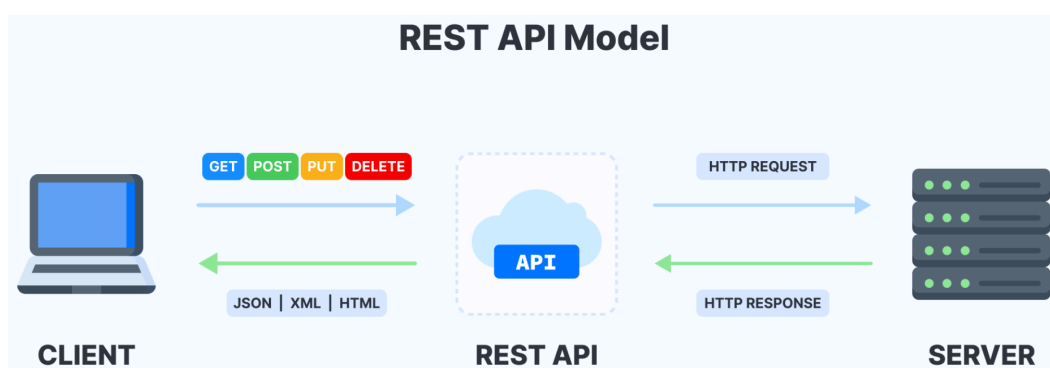 REST API Model
GET POST PUT DELETE
HTTP REQUEST
API
JSON | XML | HTML
HTTP RESPONSE
CLIENT
REST API
SERVER